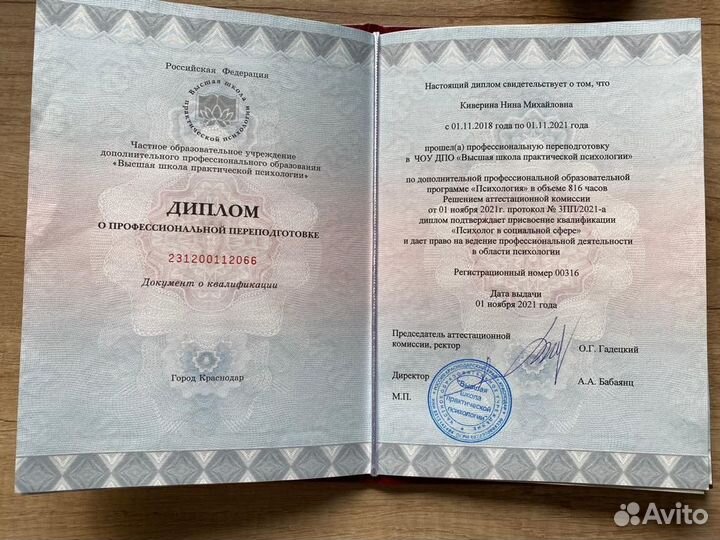 Российская Федерация
Высшая школа
практической психологии
Частное образовательное учреждение
дополнительного профессионального образования
«Высшая школа практической психологии»
ДИПЛОМ
О ПРОФЕССИОНАЛЬНОЙ ПЕРЕПОДГОТОВКЕ
231200112066
Документ о квалификации
Город Краснодар
Настоящий диплом свидетельствует о том, что
Киверина Нина Михайловна
с 01.11.2018 года по 01.11.2021 года
прошел(а) профессиональную переподготовку
в ЧОУ ДПО «Высшая школа практической психологии»
по дополнительной профессиональной образовательной
программе «Психология» в объеме 816 часов
Решением аттестационной комиссии
от 01 ноября 2021г. протокол № ЗПП/2021-а
диплом подтверждает присвоение квалификации
«Психолог в социальной сфере»
и дает право на ведение профессиональной деятельности
в области психологии
Регистрационный номер 00316
Дата выдачи
01 ноября 2021 года
Председатель аттестационной
комиссии, ректор
О.Г. Гадецкий
Директор
А.А. Бабаянц
М.П.
"Высшая
школа
практической
психологии"
Avito